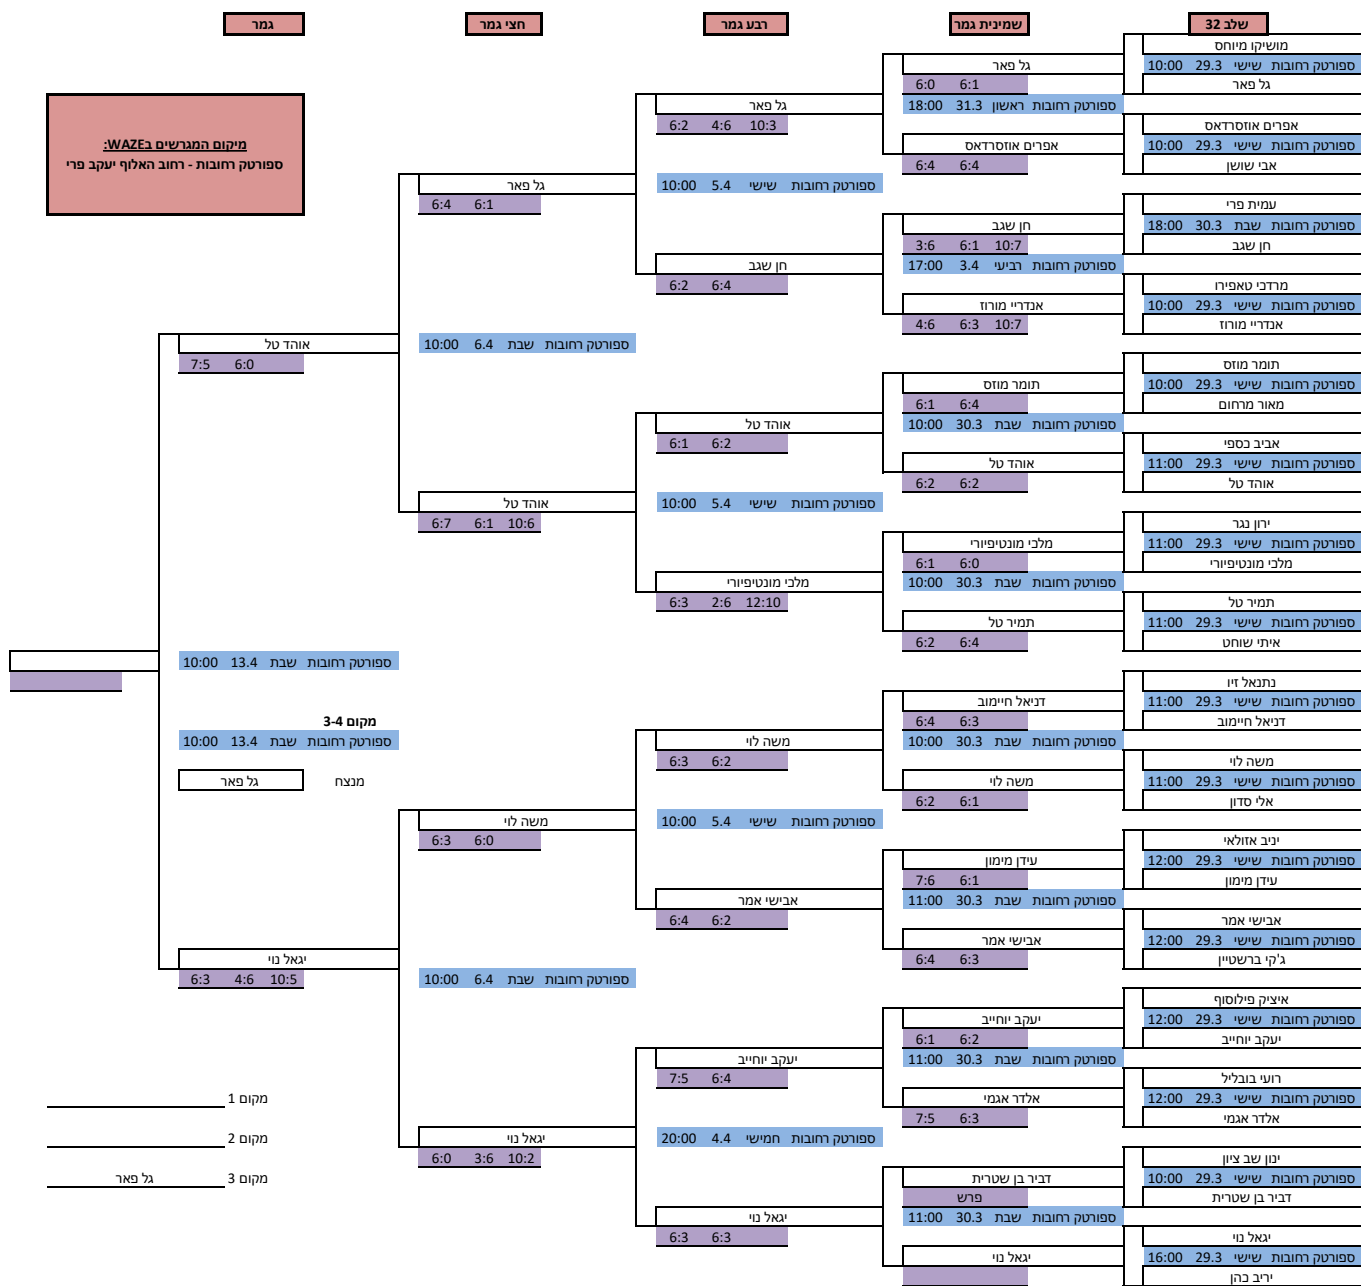 שלב 32
שמינית גמר
רבע גמר
חצי גמר
גמר
מיקום המגרשים בWAZE:
ספורטק רחובות - רחוב האלוף יעקב פרי
מושיקו מיוחס
ספורטק רחובות שישי 29.3 10:00
גל פאר
אפרים אוזסרדאס
ספורטק רחובות שישי 29.3 10:00
אבי שושן
עמית פרי
ספורטק רחובות שבת 30.3 18:00
חן שגב
מרדכי טאפירו
ספורטק רחובות שישי 29.3 10:00
אנדריי מורוז
תומר מוזס
ספורטק רחובות שישי 29.3 10:00
מאור מרחום
אביב כספי
ספורטק רחובות שישי 29.3 11:00
אוהד טל
ירון נגר
ספורטק רחובות שישי 29.3 11:00
מלכי מונטיפיורי
תמיר טל
ספורטק רחובות שישי 29.3 11:00
איתי שוחט
נתנאל זיו
ספורטק רחובות שישי 29.3 11:00
דניאל חיימוב
משה לוי
ספורטק רחובות שישי 29.3 11:00
אלי סדון
יניב אזולאי
ספורטק רחובות שישי 29.3 12:00
עידן מימון
אבישי אמר
ספורטק רחובות שישי 29.3 12:00
ג'קי ברשטיין
איציק פילוסוף
ספורטק רחובות שישי 29.3 12:00
יעקב יוחייב
רועי בובליל
ספורטק רחובות שישי 29.3 12:00
אלדר אגמי
ינון שב ציון
ספורטק רחובות שישי 29.3 10:00
דביר בן שטרית
יגאל נוי
ספורטק רחובות שישי 29.3 16:00
יריב כהן
גל פאר
6:0 6:1
ספורטק רחובות ראשון 31.3 18:00
אפרים אוזסרדאס
6:4 6:4
חן שגב
3:6 6:1 10:7
ספורטק רחובות רביעי 3.4 17:00
אנדריי מורוז
4:6 6:3 10:7
תומר מוזס
6:1 6:4
ספורטק רחובות שבת 30.3 10:00
אוהד טל
6:2 6:2
מלכי מונטיפיורי
6:1 6:0
ספורטק רחובות שבת 30.3 10:00
תמיר טל
6:2 6:4
דניאל חיימוב
6:4 6:3
ספורטק רחובות שבת 30.3 10:00
משה לוי
6:2 6:1
עידן מימון
7:6 6:1
ספורטק רחובות שבת 30.3 11:00
אבישי אמר
6:4 6:3
יעקב יוחייב
6:1 6:2
ספורטק רחובות שבת 30.3 11:00
אלדר אגמי
7:5 6:3
דביר בן שטרית
פרש
ספורטק רחובות שבת 30.3 11:00
יגאל נוי
גל פאר
6:2 4:6 10:3
ספורטק רחובות שישי 5.4 10:00
חן שגב
6:2 6:4
אוהד טל
6:1 6:2
ספורטק רחובות שישי 5.4 10:00
מלכי מונטיפיורי
6:3 2:6 12:10
משה לוי
6:3 6:2
ספורטק רחובות שישי 5.4 10:00
אבישי אמר
6:4 6:2
יעקב יוחייב
7:5 6:4
ספורטק רחובות חמישי 4.4 20:00
יגאל נוי
6:3 6:3
גל פאר
6:4 6:1
ספורטק רחובות שבת 6.4 10:00
אוהד טל
6:7 6:1 10:6
משה לוי
6:3 6:0
ספורטק רחובות שבת 6.4 10:00
יגאל נוי
6:0 3:6 10:2
אוהד טל
7:5 6:0
ספורטק רחובות שבת 13.4 10:00
מקום 3-4
ספורטק רחובות שבת 13.4 10:00
מנצח גל פאר
יגאל נוי
6:3 4:6 10:5
מקום 1
מקום 2
מקום 3 גל פאר